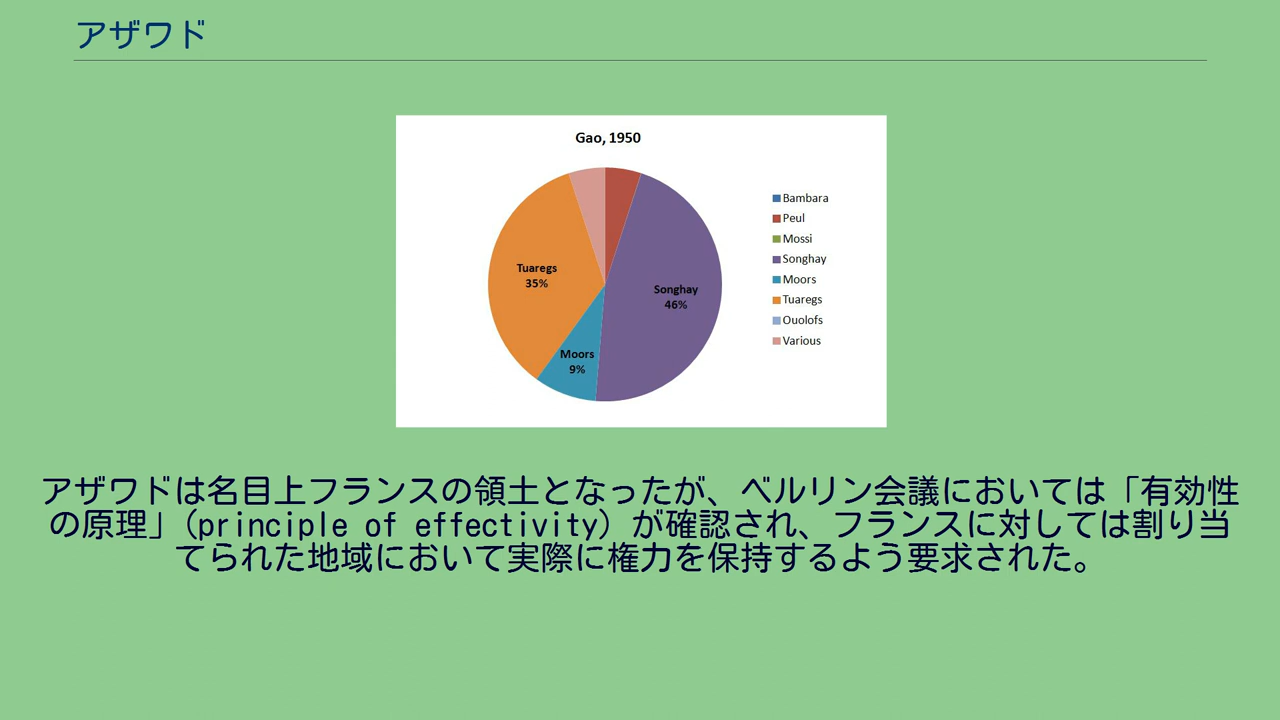 アザワド
Gao, 1950
Tuaregs
35%
Songhay
46%
Moors
9%
Bambara
Peul
Mossi
Songhay
Moors
Tuaregs
Ouolofs
Various
アザワドは名目上フランスの領土となったが、ベルリン会議においては「有効性
の原理」(principle of effectivity) が確認され、フランスに対しては割り当
てられた地域において実際に権力を保持するよう要求された。